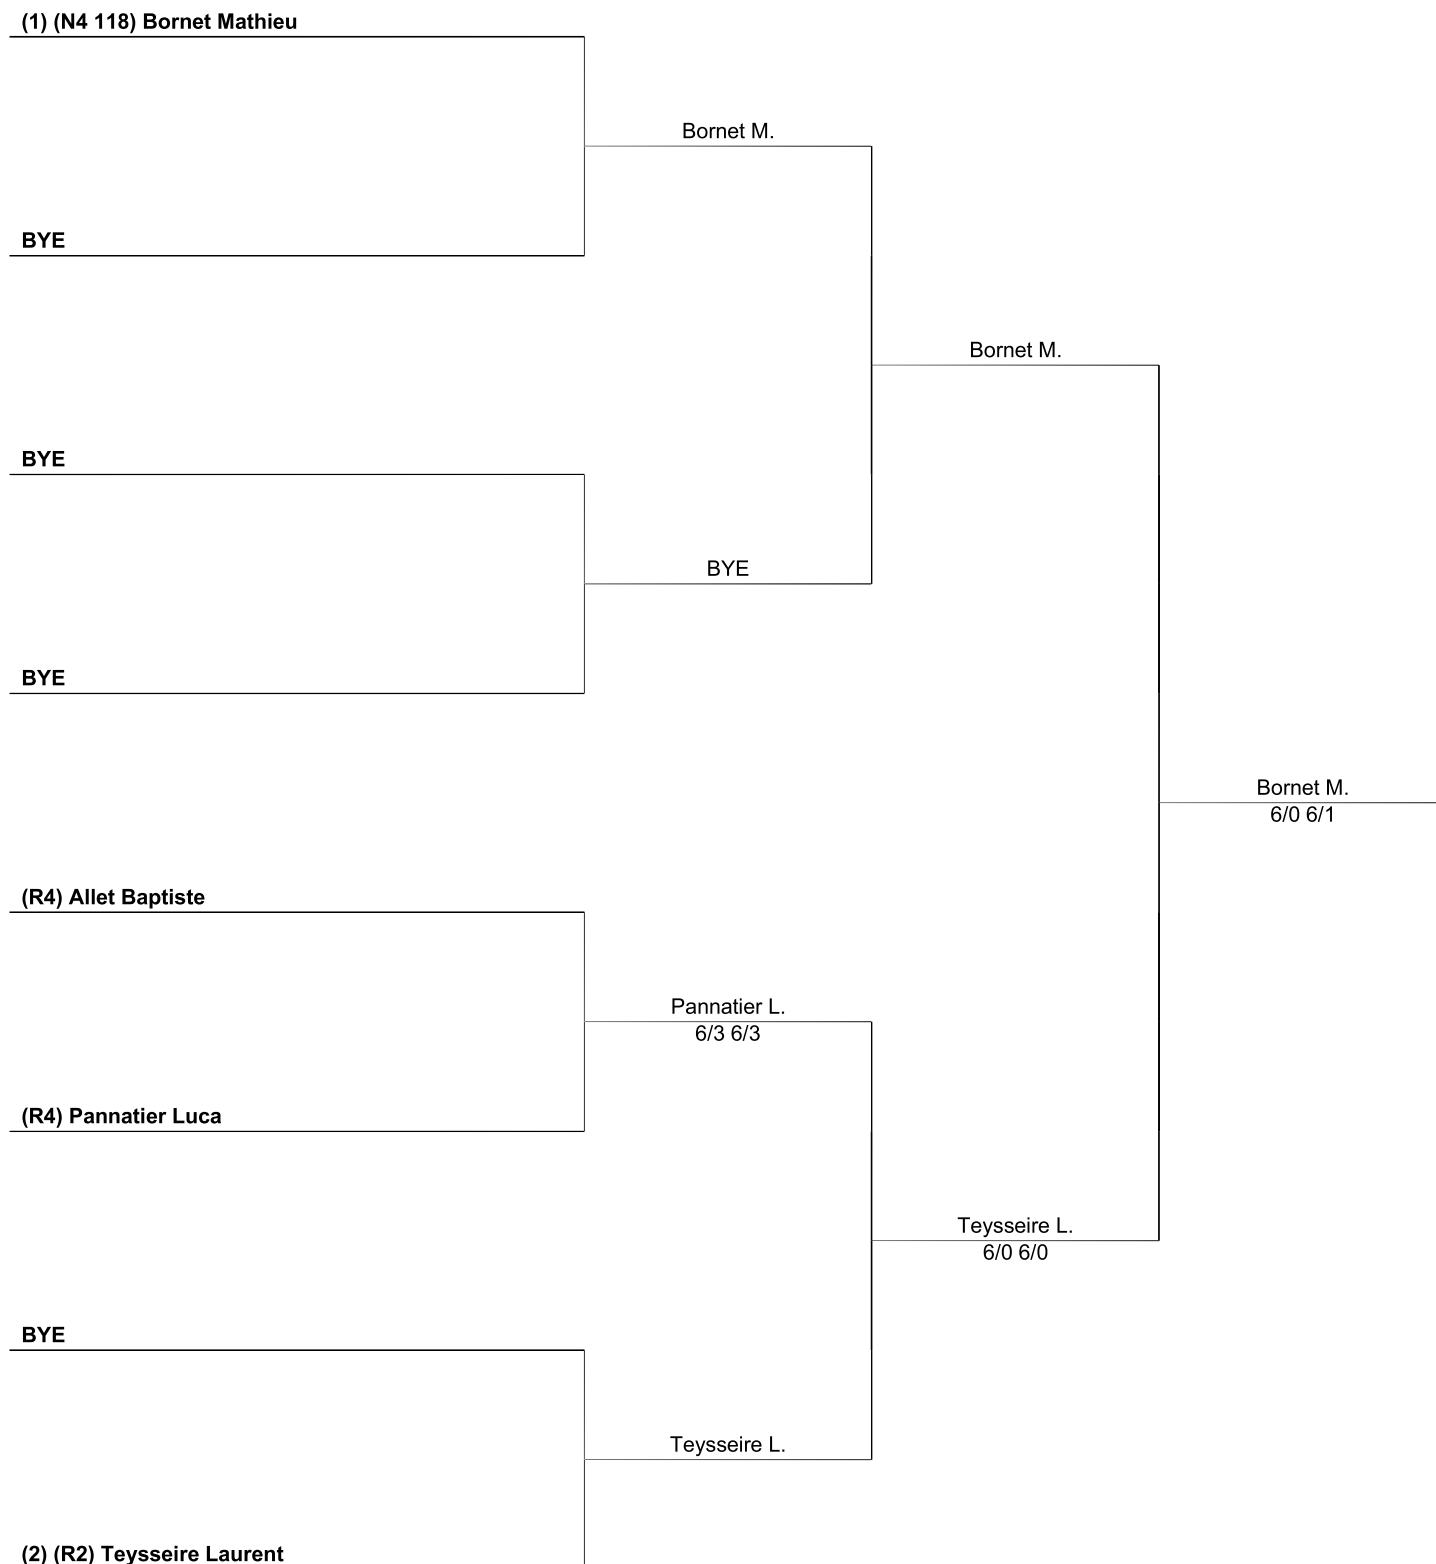 (1) (N4 118) Bornet Mathieu
Bornet M.
BYE
Bornet M.
BYE
BYE
BYE
Bornet M.
6/0 6/1
(R4) Allet Baptiste
Pannatier L.
6/3 6/3
(R4) Pannatier Luca
Teysseire L.
6/0 6/0
BYE
Teysseire L.
(2) (R2) Teysseire Laurent